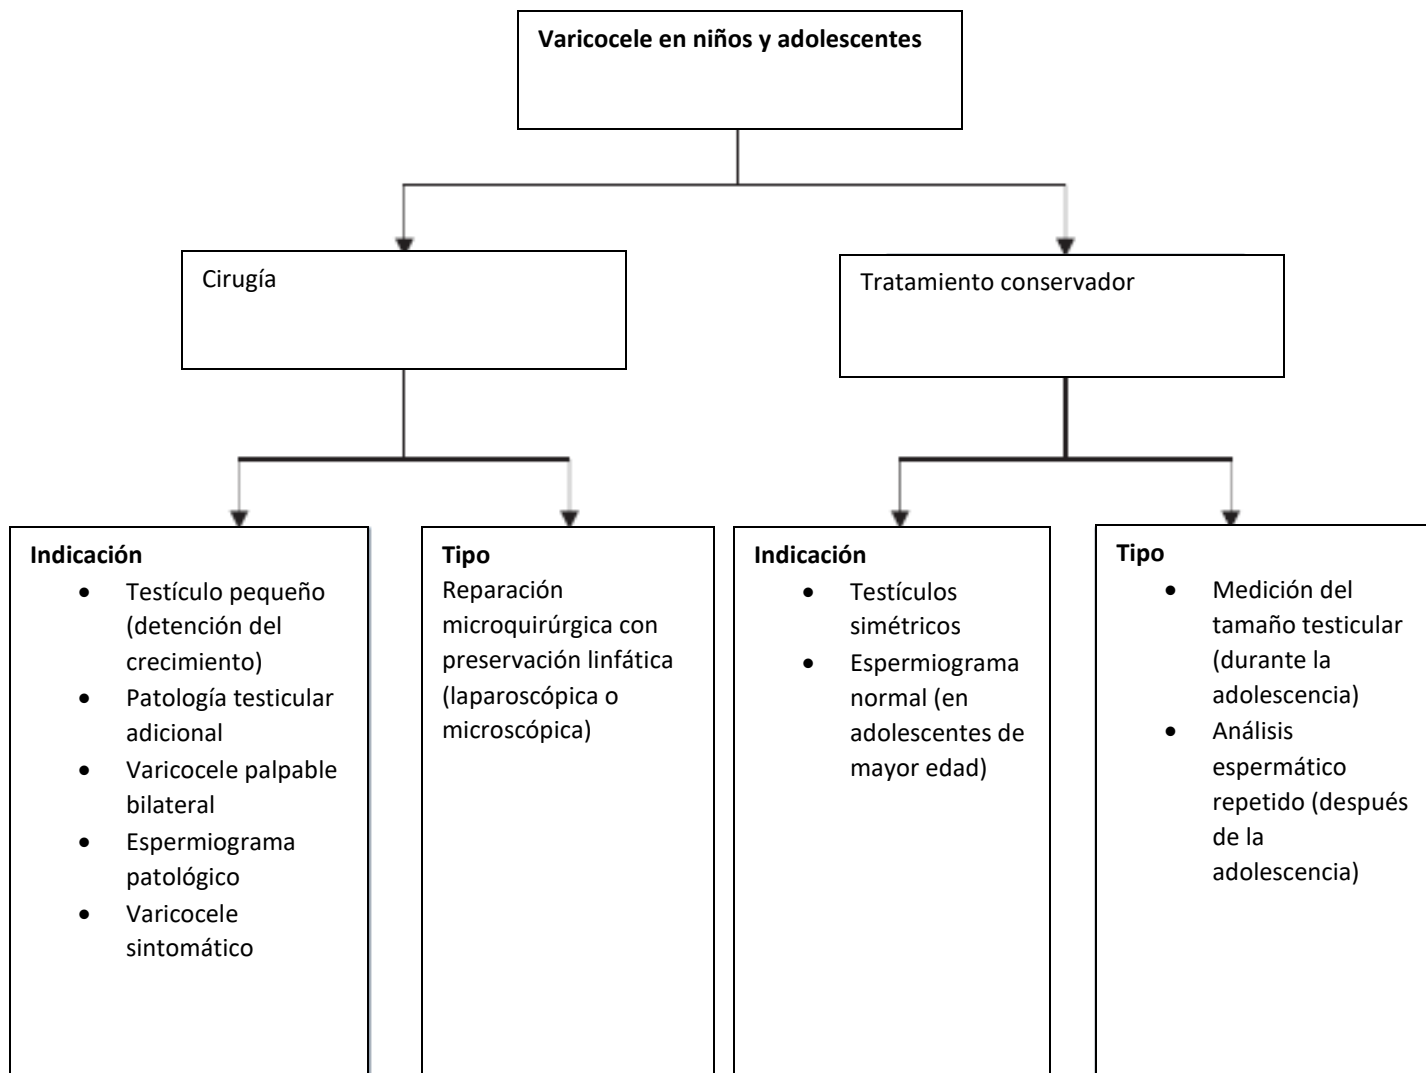 Varicocele en niños y adolescentes
Cirugía
Tratamiento conservador
Indicación
• Testículo pequeño
(detención del
crecimiento)
• Patología testicular
adicional
• Varicocele palpable
bilateral
• Espermiograma
patológico
• Varicocele
sintomático
Tipo
Reparación
microquirúrgica con
preservación linfática
(laparoscópica o
microscópica)
Indicación
• Testículos
simétricos
• Espermiograma
normal (en
adolescentes de
mayor edad)
Tipo
• Medición del
tamaño testicular
(durante la
adolescencia)
• Análisis
espermático
repetido (después
de la
adolescencia)